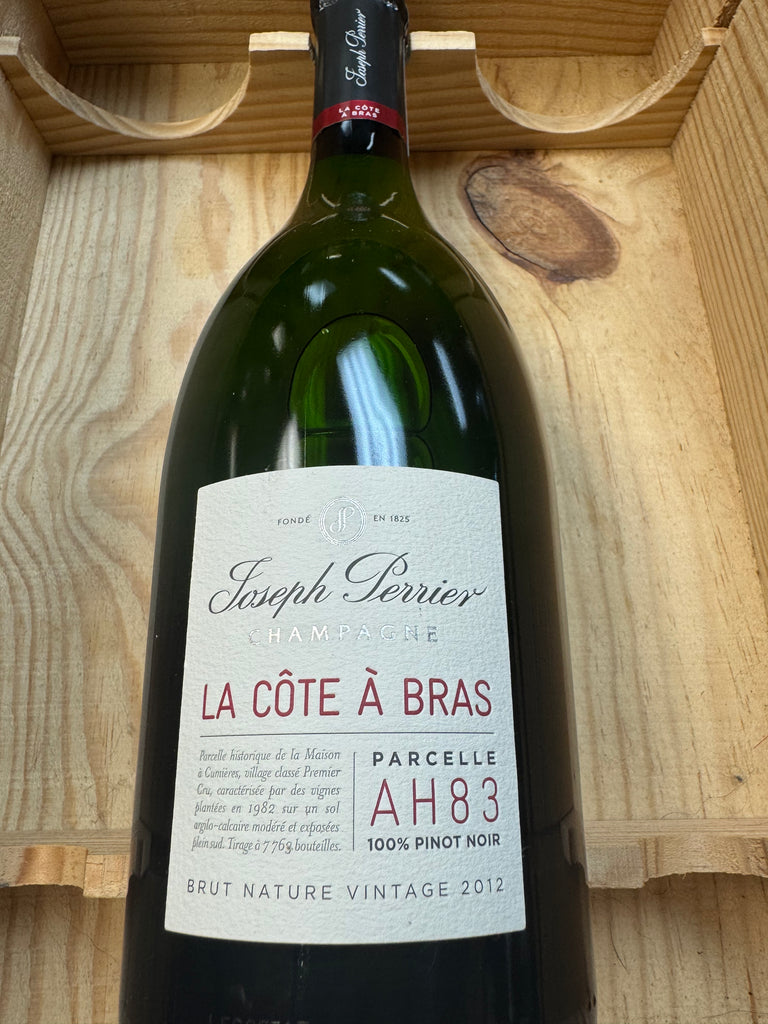 Joseph Perrier
LA CÔTE
À BRAS
FONDÉ JP EN 1825
Joseph Perrier
CHAMPAGNE
LA CÔTE À BRAS
Parcelle historique de la Maison
à Cumières, village classé Premier
Cru, caractérisée par des vignes
plantées en 1982 sur un sol
argilo-calcaire modéré et exposées
plein sud. Tirage à 7769 bouteilles.
PARCELLE
AH83
100% PINOT NOIR
BRUT NATURE VINTAGE 2012